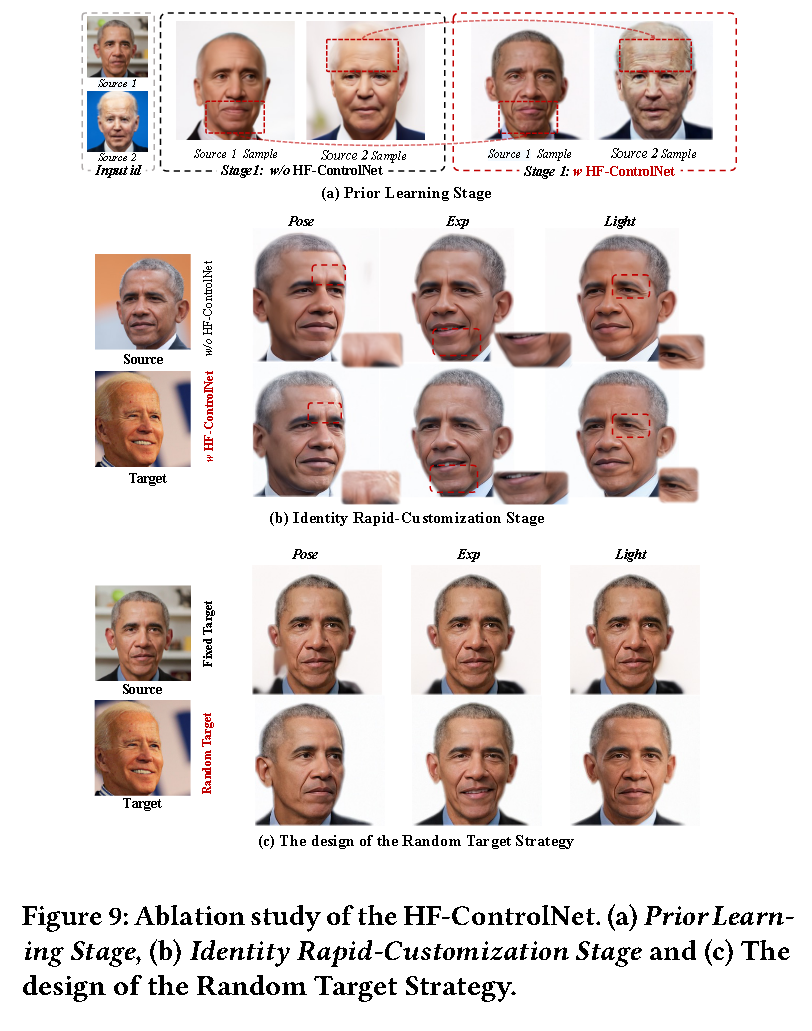 Source 1
Source 2
Input id
Source 1 Sample
Source 2 Sample
Stage1: w/o HF-ControlNet
Source 1 Sample
Source 2 Sample
Stage 1: w HF-ControlNet
(a) Prior Learning Stage
Pose
Exp
Light
Source
w/o HF-ControlNet
Target
w HF-ControlNet
(b) Identity Rapid-Customization Stage
Pose
Exp
Light
Source
Fixed Target
Target
Random Target
(c) The design of the Random Target Strategy
Figure 9: Ablation study of the HF-ControlNet. (a) Prior Learn-
ing Stage, (b) Identity Rapid-Customization Stage and (c) The
design of the Random Target Strategy.